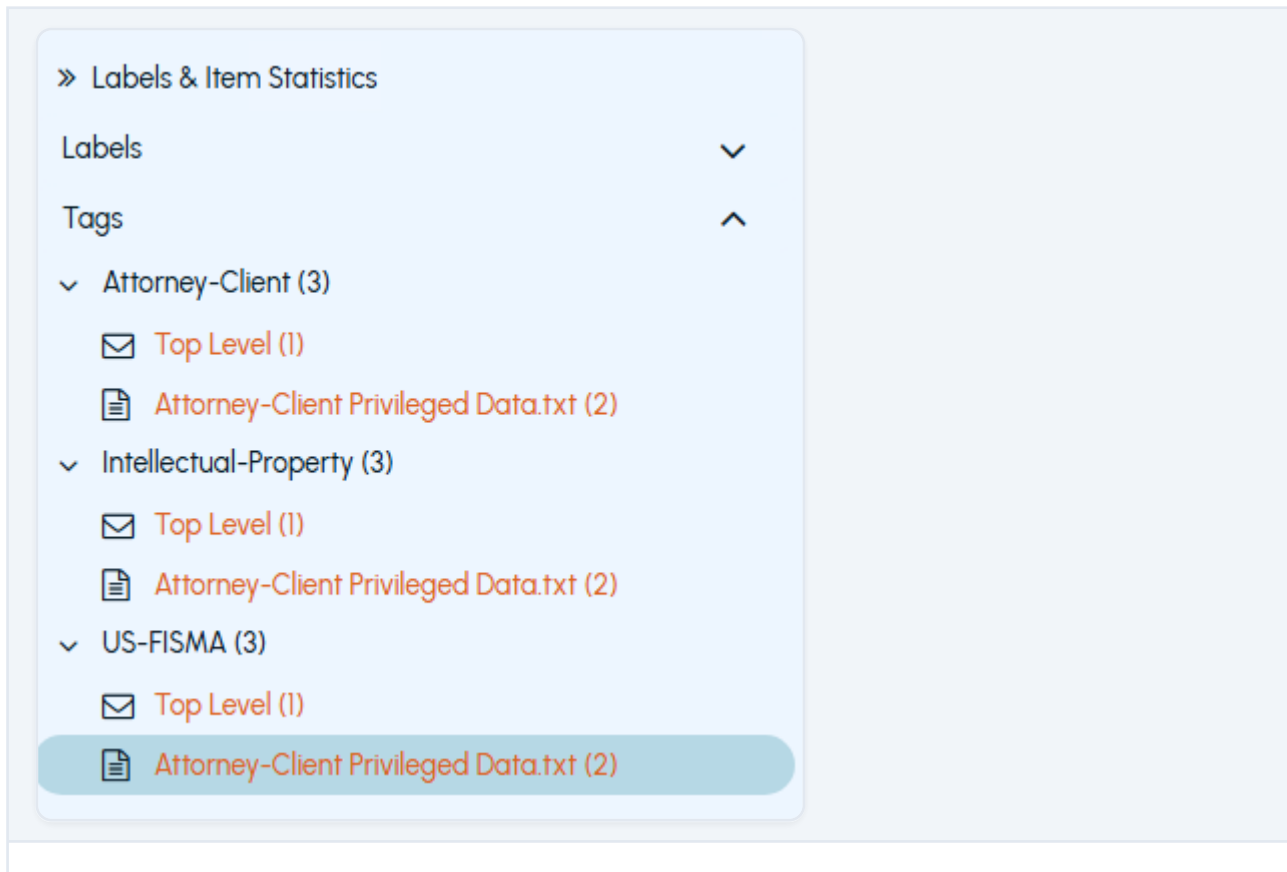 Labels & Item Statistics
Labels
Tags
Attorney-Client (3)
Top Level (1)
Attorney-Client Privileged Data.txt (2)
Intellectual-Property (3)
Top Level (1)
Attorney-Client Privileged Data.txt (2)
US-FISMA (3)
Top Level (1)
Attorney-Client Privileged Data.txt (2)